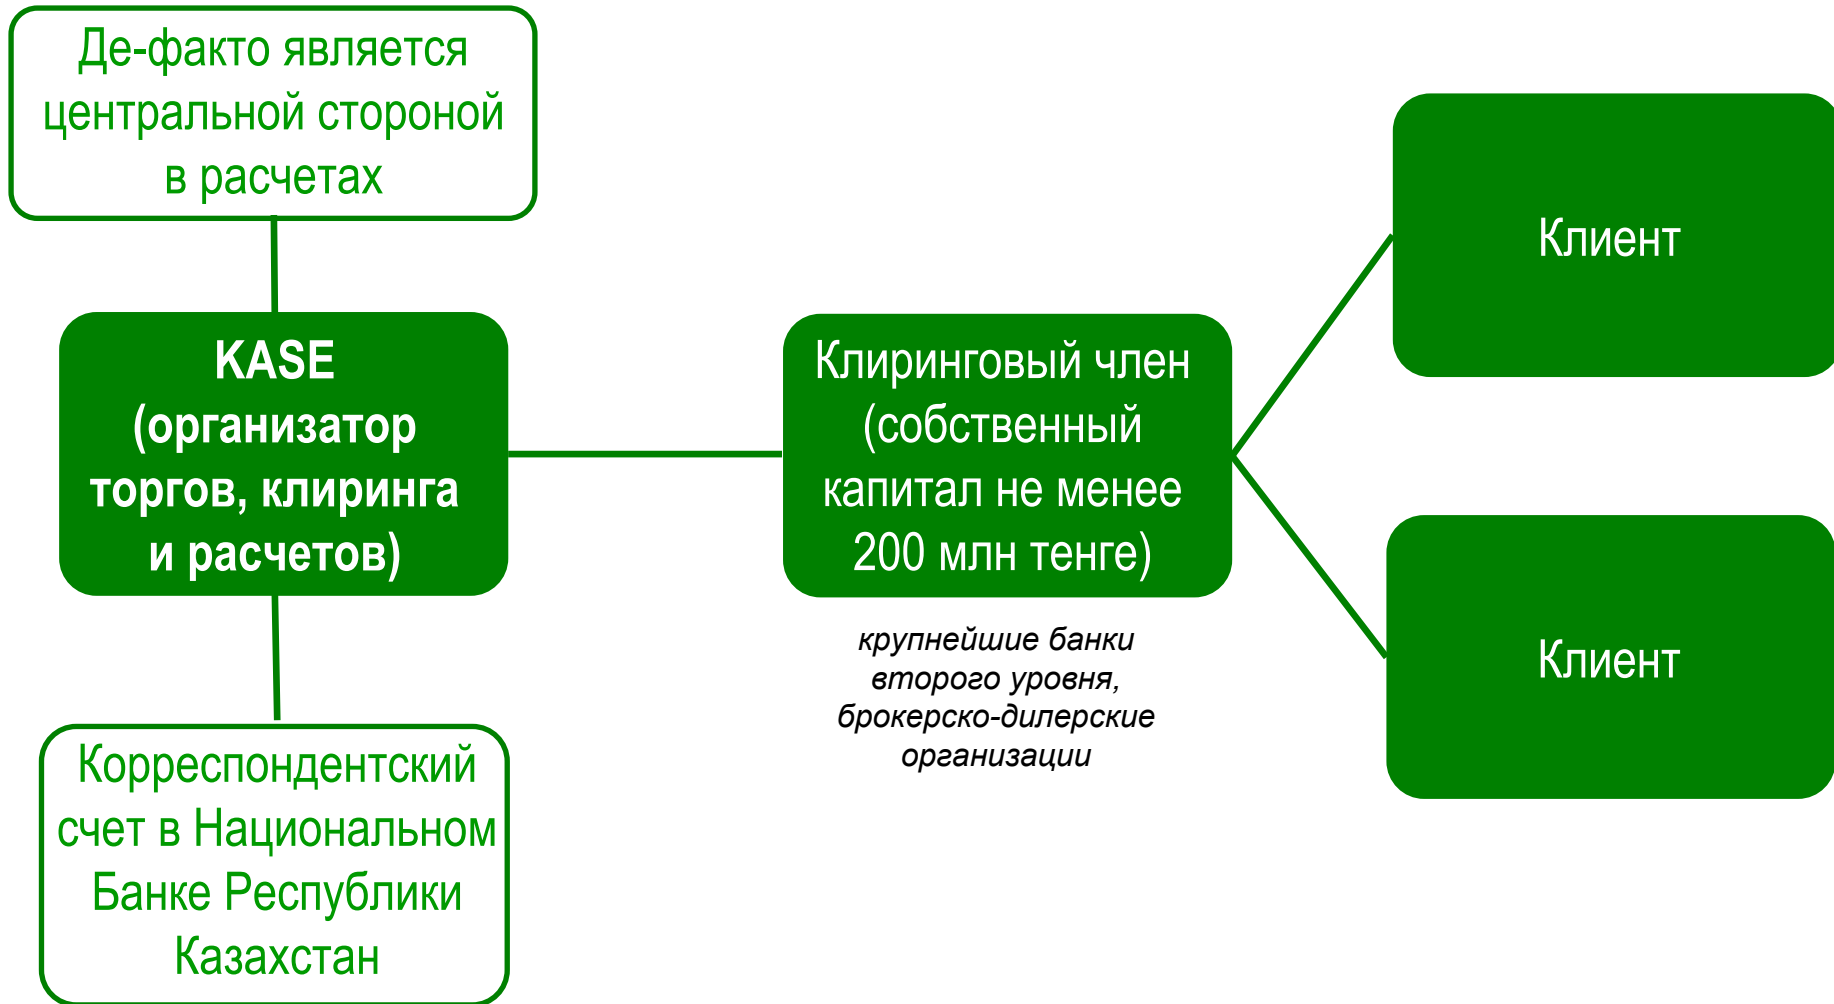 Де-факто является
центральной стороной
в расчетах
KASE
(организатор
торгов, клиринга
и расчетов)
Корреспондентский
счет в Национальном
Банке Республики
Казахстан
Клиринговый член
(собственный
капитал не менее
200 млн тенге)
крупнейшие банки
второго уровня,
брокерско-дилерские
организации
Клиент
Клиент